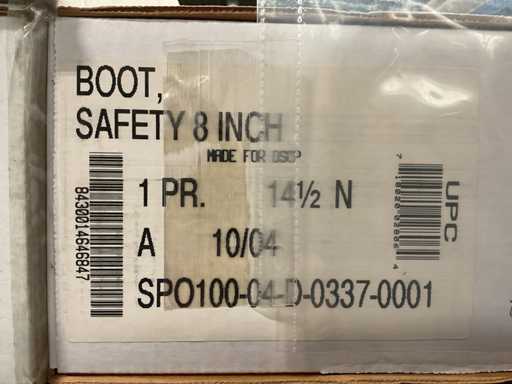 BOOT,
SAFETY 8 INCH
MADE FOR DSCP
1 PR. 14½ N
A 10/04
SPO100-04-D-0337-0001
8430014646847
UPC